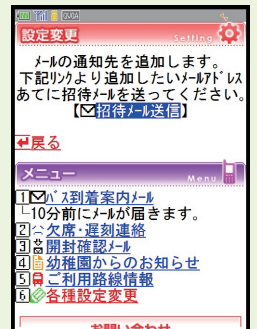 設定変更
Setting
メールの通知先を追加します。
下記リンクより追加したいメールアドレス
あてに招待メールを送ってください。
【招待メール送信】
戻る
メニュー
Menu
1バス到着案内メール
└10分前にメールが届きます。
2欠席・遅刻連絡
3開封確認メール
4幼稚園からのお知らせ
5ご利用路線情報
6各種設定変更
お問い合わせ